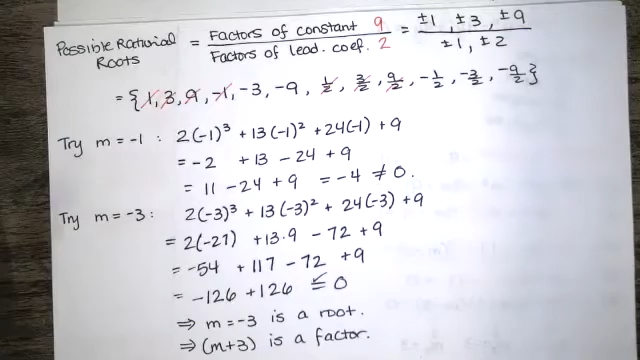 Possible Rational Roots = Factors of constant 9 / Factors of lead. coef. 2 = ±1, ±3, ±9 / ±1, ±2
= { 1, 3, 9, -1, -3, -9, 1/2, 3/2, 9/2, -1/2, -3/2, -9/2 }
Try m = -1 : 2(-1)³ + 13(-1)² + 24(-1) + 9
= -2 + 13 - 24 + 9
= 11 - 24 + 9 = -4 ≠ 0.
Try m = -3 : 2(-3)³ + 13(-3)² + 24(-3) + 9
= 2(-27) + 13·9 - 72 + 9
= -54 + 117 - 72 + 9
= -126 + 126 = 0
⇒ m = -3 is a root.
⇒ (m+3) is a factor.